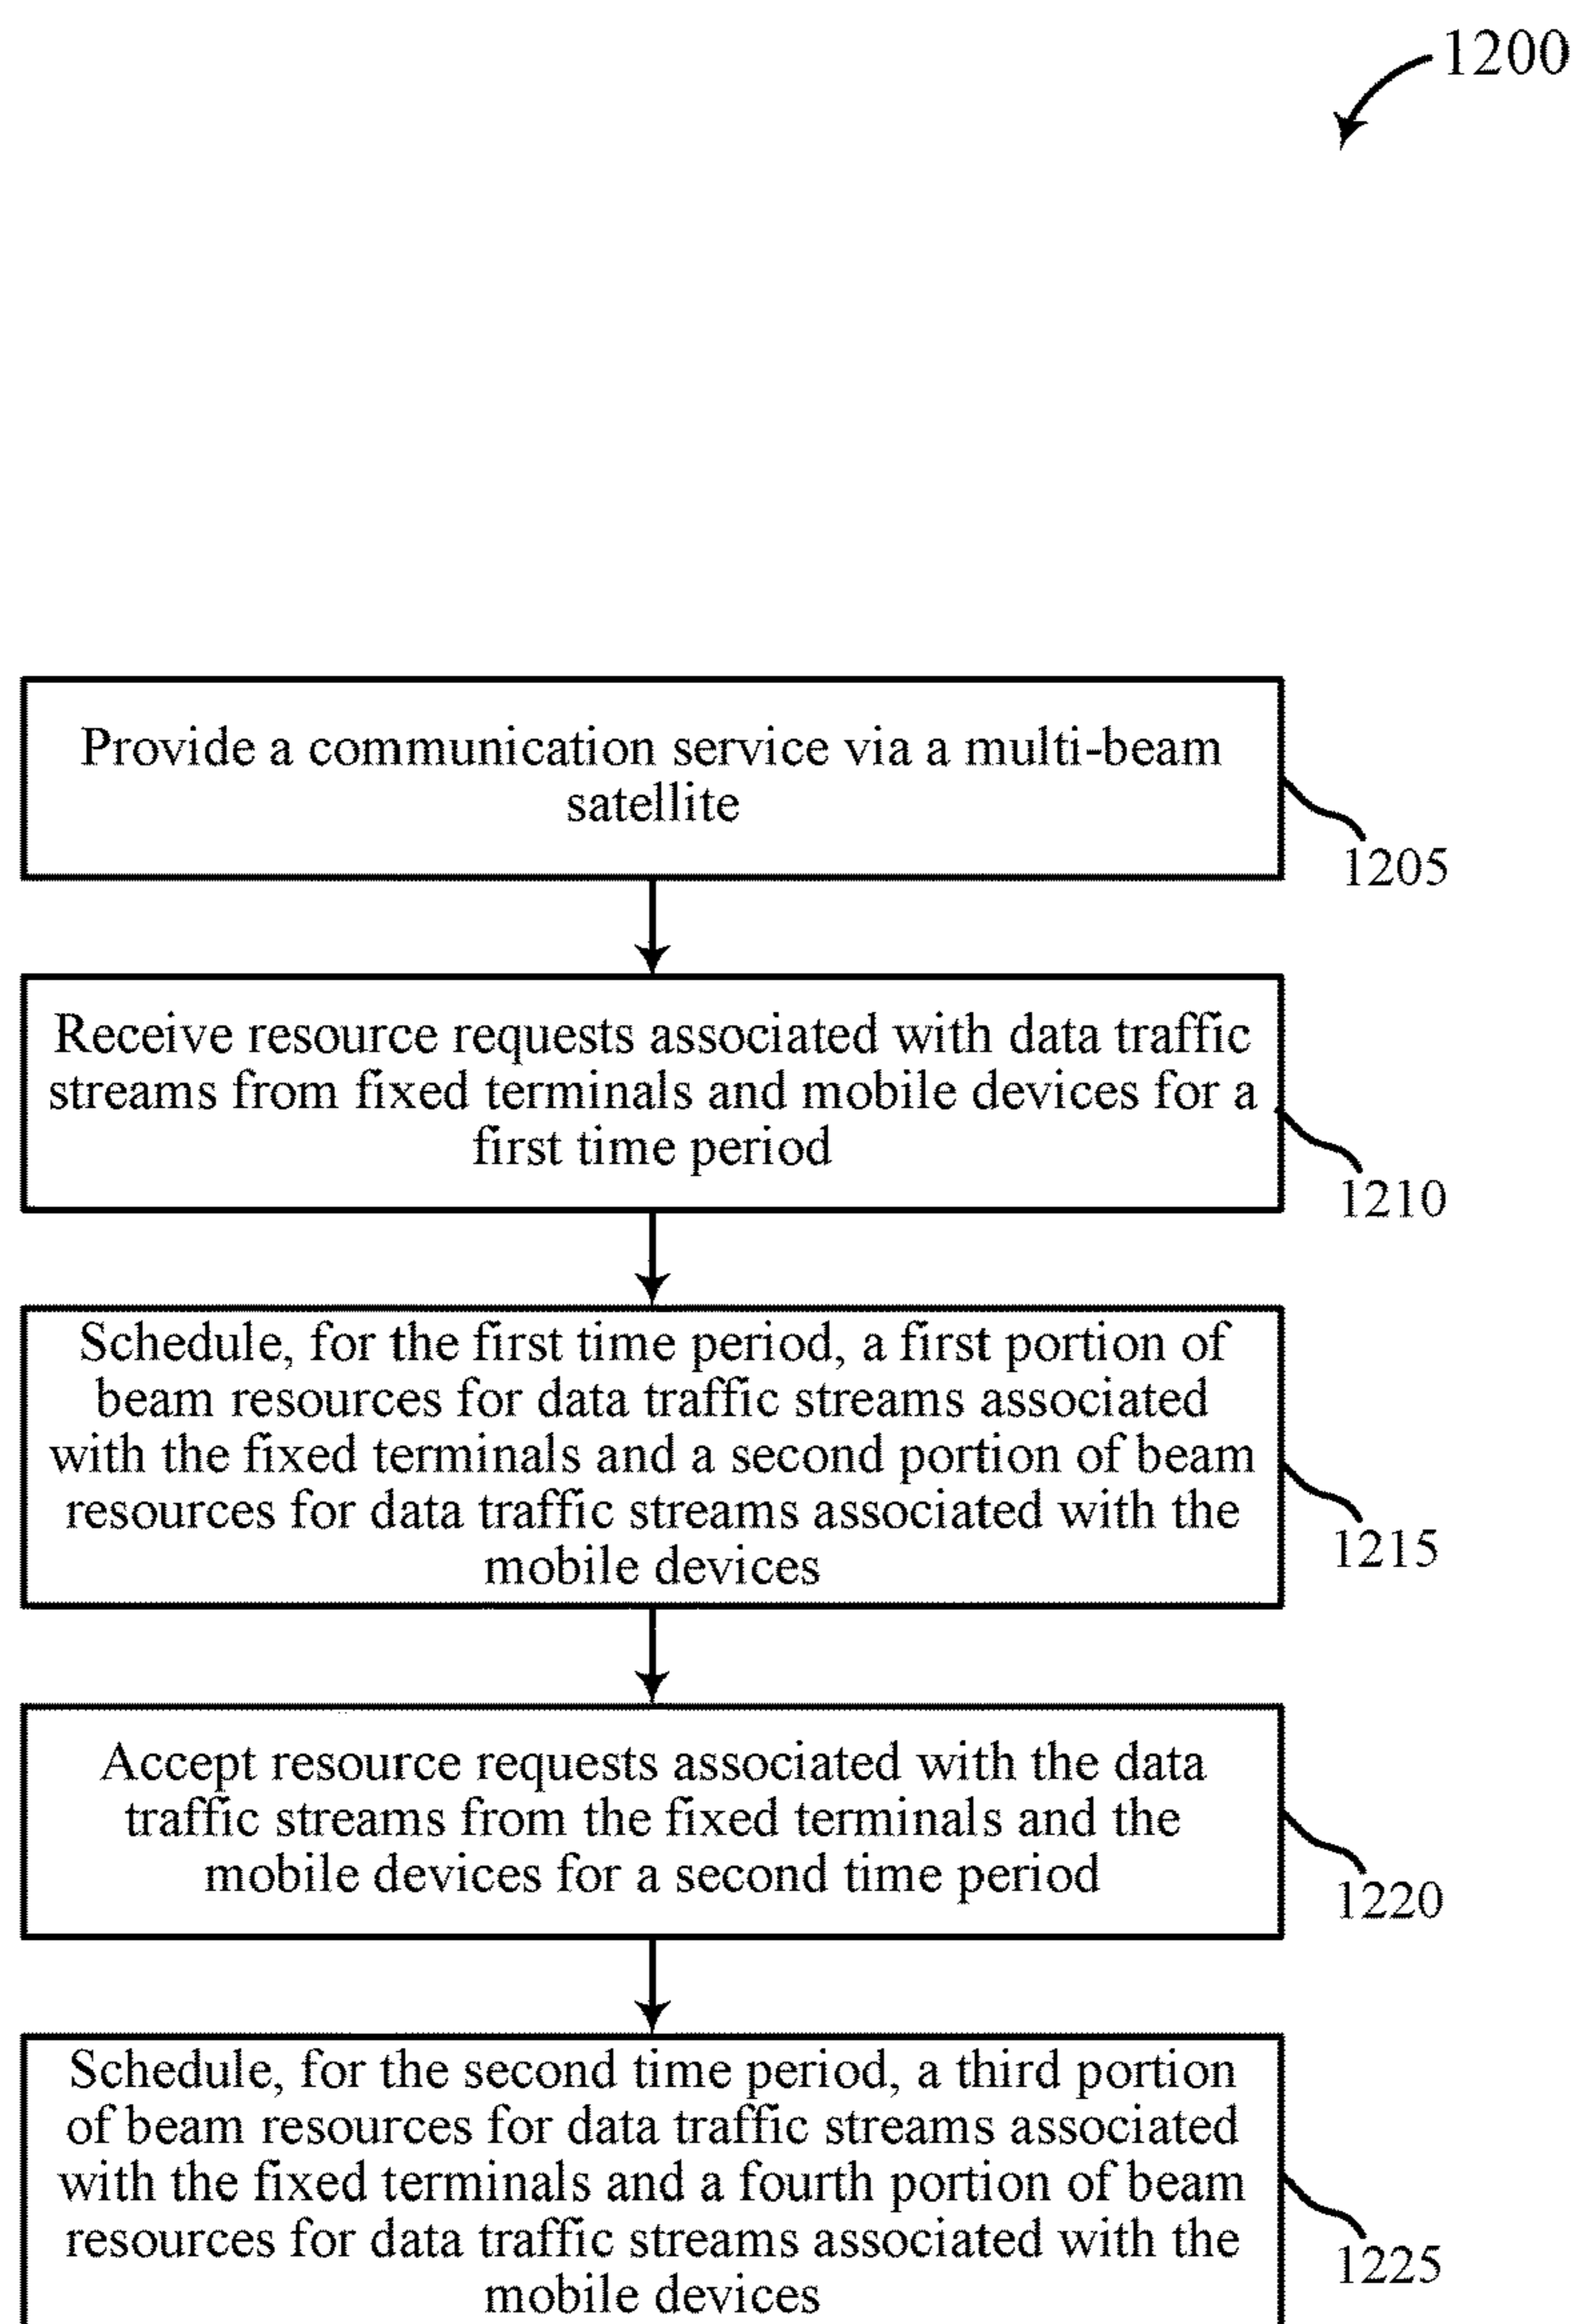 1200
Provide a communication service via a multi-beam
satellite
1205
Receive resource requests associated with data traffic
streams from fixed terminals and mobile devices for a
first time period
1210
Schedule, for the first time period, a first portion of
beam resources for data traffic streams associated
with the fixed terminals and a second portion of beam
resources for data traffic streams associated with the
mobile devices
1215
Accept resource requests associated with the data
traffic streams from the fixed terminals and the
mobile devices for a second time period
1220
Schedule, for the second time period, a third portion
of beam resources for data traffic streams associated
with the fixed terminals and a fourth portion of beam
resources for data traffic streams associated with the
mobile devices
1225